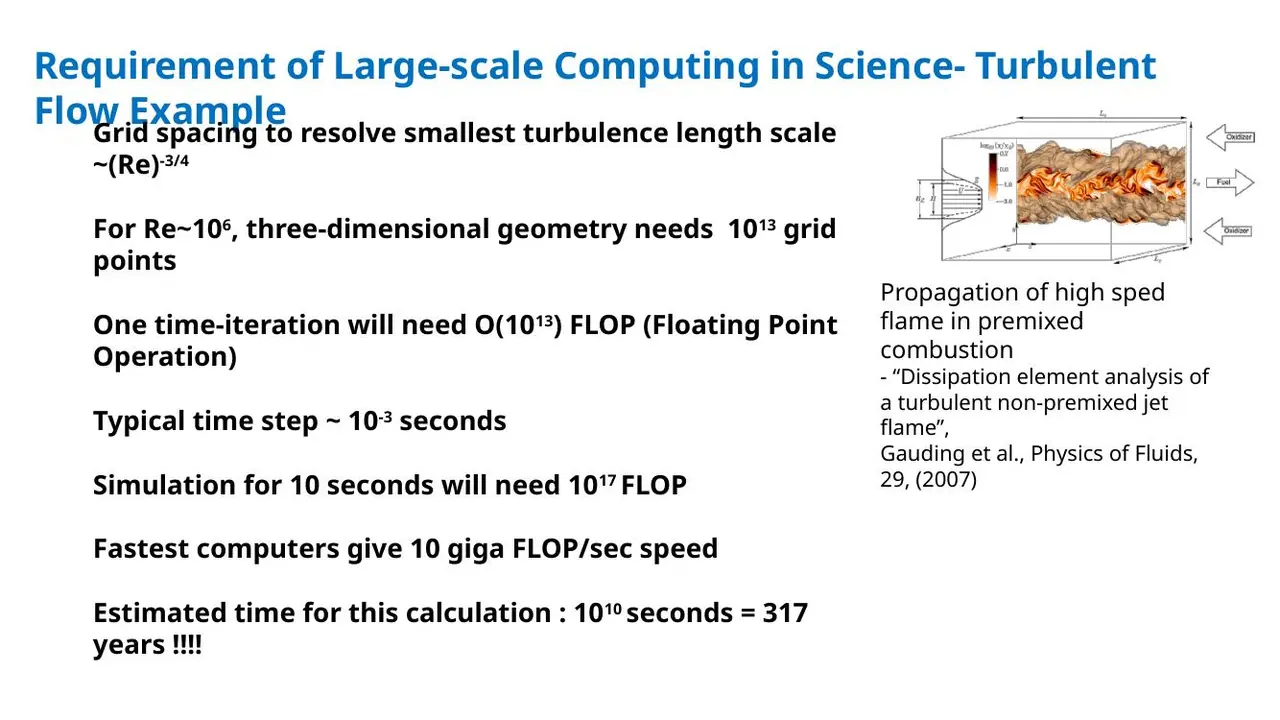 Requirement of Large-scale Computing in Science- Turbulent
Flow Example
Grid spacing to resolve smallest turbulence length scale
~(Re)-3/4
For Re~10⁶, three-dimensional geometry needs 10¹³ grid
points
One time-iteration will need O(10¹³) FLOP (Floating Point
Operation)
Typical time step ~ 10-3 seconds
Simulation for 10 seconds will need 10¹⁷ FLOP
Fastest computers give 10 giga FLOP/sec speed
Estimated time for this calculation : 10¹⁰ seconds = 317
years !!!!
Oxidizer
Fuel
Oxidizer
Propagation of high sped
flame in premixed
combustion
- “Dissipation element analysis of
a turbulent non-premixed jet
flame”,
Gauding et al., Physics of Fluids,
29, (2007)